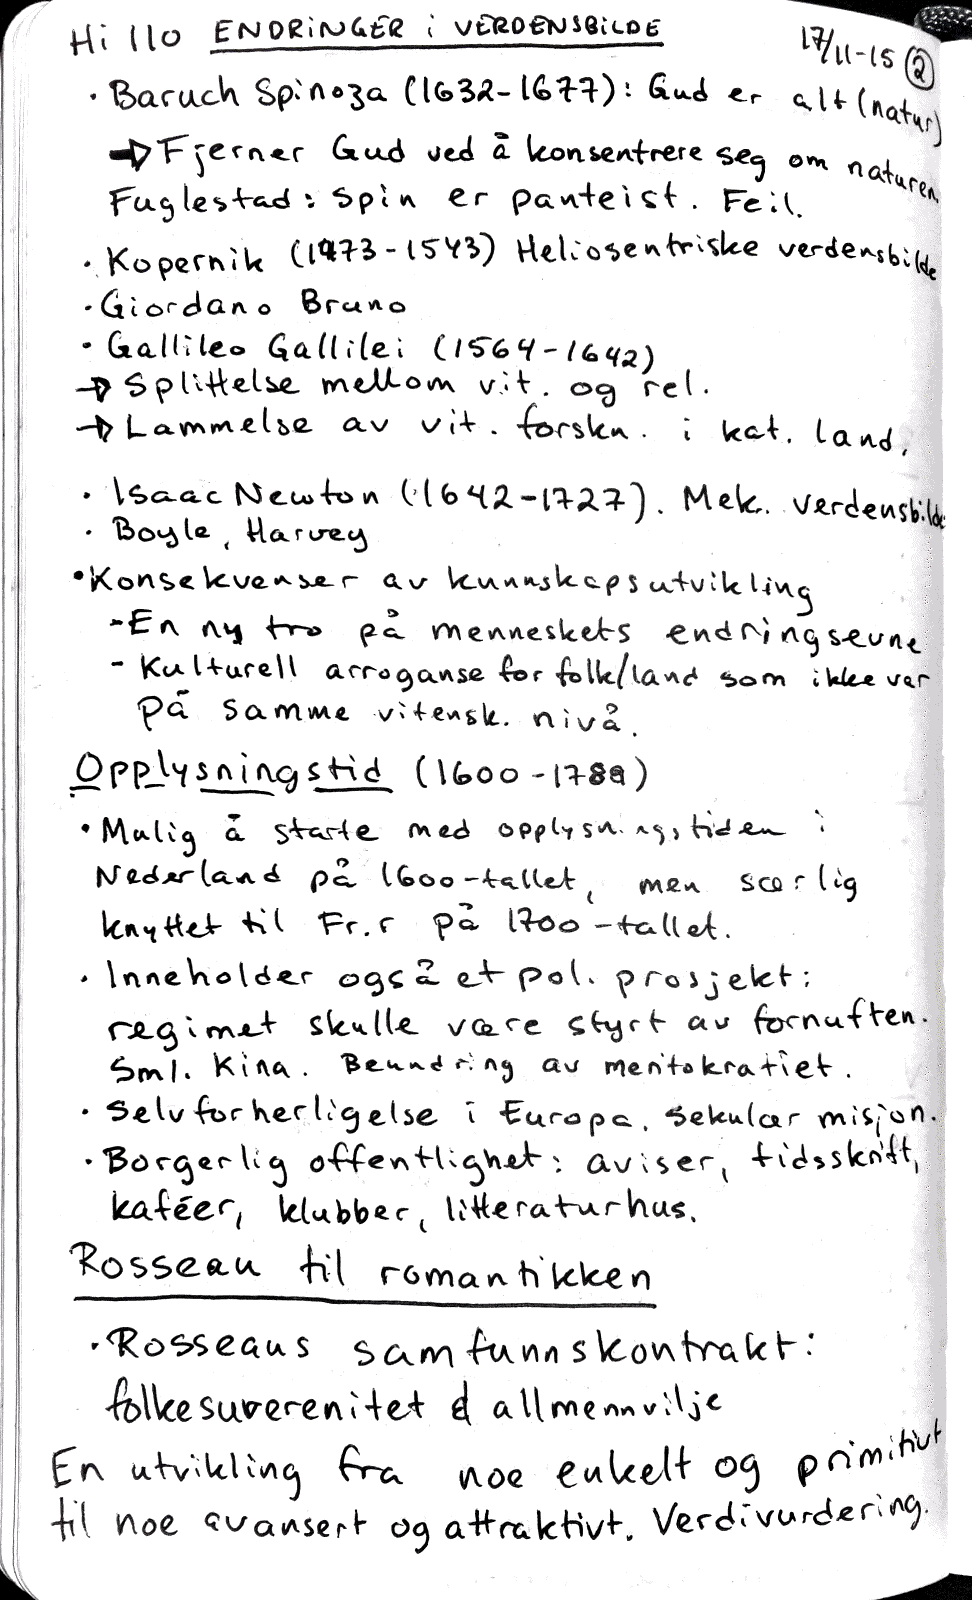 Hi 110 ENDRINGER i VERDENSBILDE
17/11-15 ②
· Baruch Spinoza (1632-1677): Gud er alt (natur)
→ Fjerner Gud ved å konsentrere seg om naturen.
Fuglestad: Spin er panteist. Feil.
· Kopernik (1473-1543) Heliosentriske verdensbilde
· Giordano Bruno
· Gallileo Gallilei (1564-1642)
→ Splittelse mellom vit. og rel.
→ Lammelse av vit. forskn. i kat. land.
· Isaac Newton (1642-1727). Mek. verdensbilde
· Boyle, Harvey
· Konsekvenser av kunnskapsutvikling
- En ny tro på menneskets endringsevne
- Kulturell arroganse for folk/land som ikke var
på samme vitensk. nivå.
Opplysningstid (1600-1789)
· Mulig å starte med opplysningstiden i
Nederland på 1600-tallet, men særlig
knyttet til Fr.r på 1700-tallet.
· Inneholder også et pol. prosjekt:
regimet skulle være styrt av fornuften.
Sml. Kina. Beundring av meritokratiet.
· Selvforherligelse i Europa. Sekulær misjon.
· Borgerlig offentlighet: aviser, tidsskrift,
kaféer, klubber, litteraturhus.
Rosseau til romantikken
· Rosseaus samfunnskontrakt:
folkesuverenitet & allmennvilje
En utvikling fra noe enkelt og primitivt
til noe avansert og attraktivt. Verdivurdering.